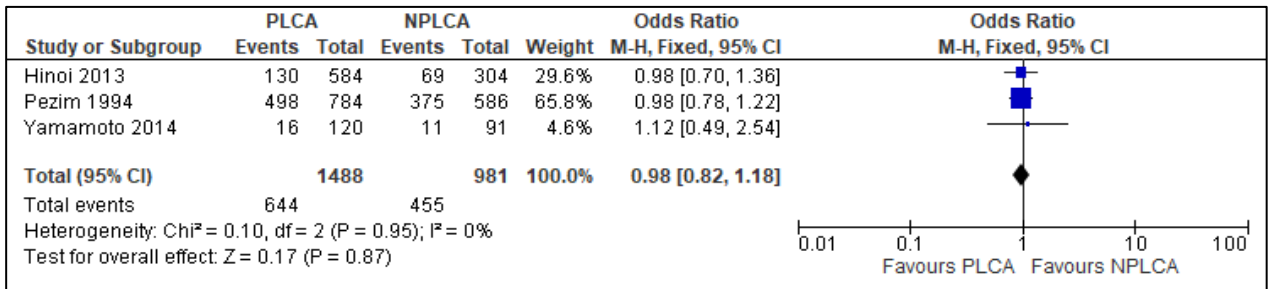 PLCA NPLCA Odds Ratio Odds Ratio
Study or Subgroup Events Total Events Total Weight M-H, Fixed, 95% CI M-H, Fixed, 95% CI
Hinoi 2013 130 584 69 304 29.6% 0.98 [0.70, 1.36]
Pezim 1994 498 784 375 586 65.8% 0.98 [0.78, 1.22]
Yamamoto 2014 16 120 11 91 4.6% 1.12 [0.49, 2.54]
Total (95% CI) 1488 981 100.0% 0.98 [0.82, 1.18]
Total events 644 455
Heterogeneity: Chi² = 0.10, df = 2 (P = 0.95); I² = 0%
Test for overall effect: Z = 0.17 (P = 0.87)
0.01 0.1 1 10 100
Favours PLCA Favours NPLCA